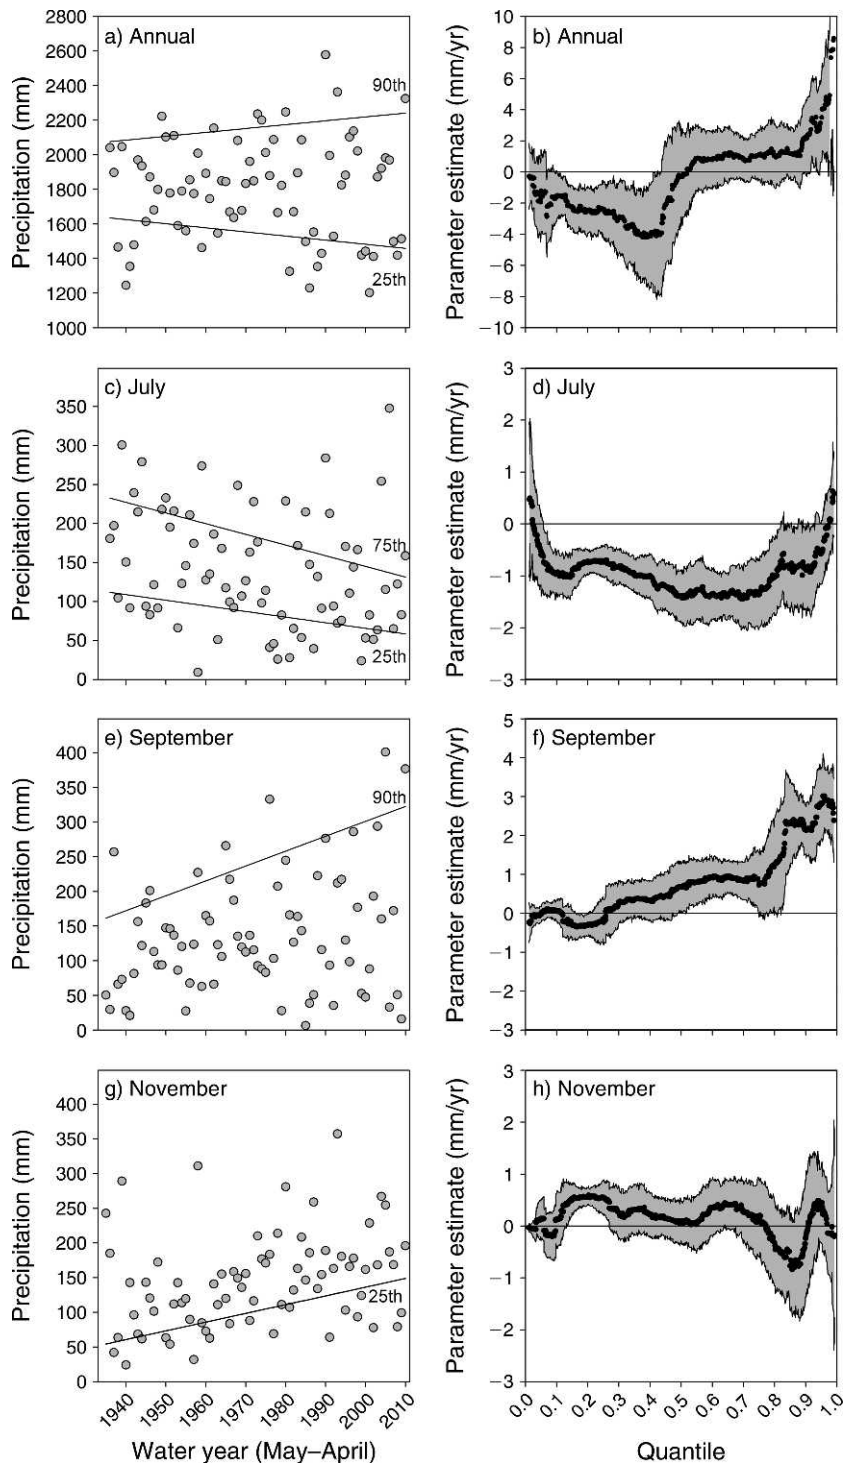 a) Annual
Precipitation (mm)
2800
2600
2400
2200
2000
1800
1600
1400
1200
1000
90th
25th
b) Annual
Parameter estimate (mm/yr)
10
8
6
4
2
0
−2
−4
−6
−8
−10
c) July
Precipitation (mm)
350
300
250
200
150
100
50
0
75th
25th
d) July
Parameter estimate (mm/yr)
3
2
1
0
−1
−2
−3
e) September
Precipitation (mm)
400
350
300
250
200
150
100
50
0
90th
f) September
Parameter estimate (mm/yr)
5
4
3
2
1
0
−1
−2
−3
g) November
Precipitation (mm)
400
350
300
250
200
150
100
50
0
25th
1940 1950 1960 1970 1980 1990 2000 2010
Water year (May–April)
h) November
Parameter estimate (mm/yr)
3
2
1
0
−1
−2
−3
0.0 0.1 0.2 0.3 0.4 0.5 0.6 0.7 0.8 0.9 1.0
Quantile